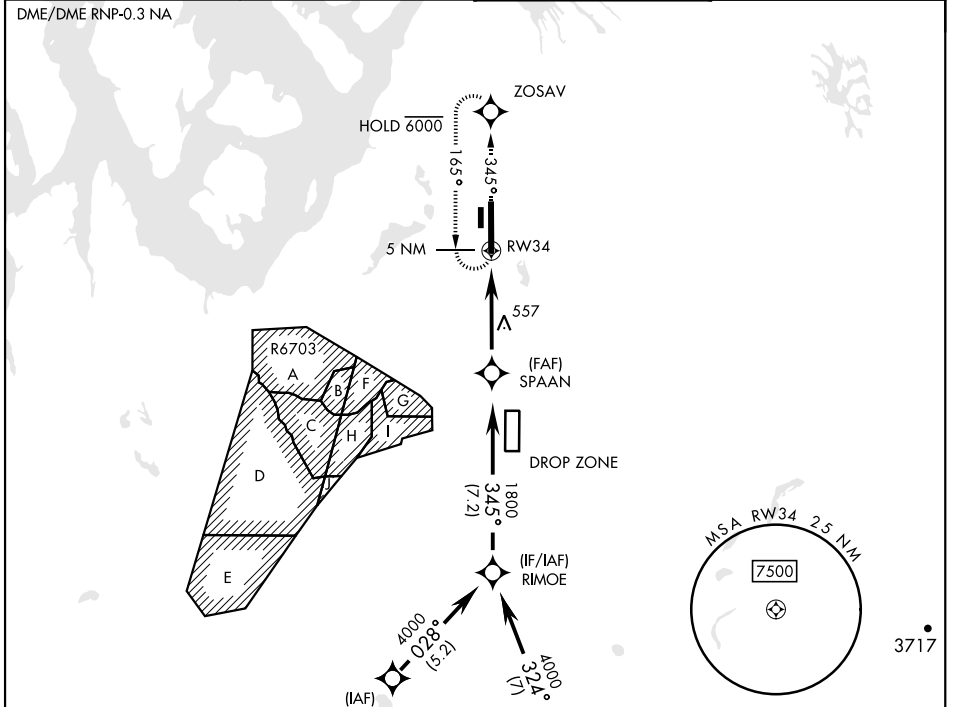 DME/DME RNP-0.3 NA
ZOSAV
HOLD 6000
165°
345°
5 NM
RW34
557
R6703
A
B
F
G
C
H
I
D
J
E
(FAF)
SPAAN
DROP ZONE
1800
345°
(7.2)
(IF/IAF)
RIMOE
4000
028°
(5.2)
4000
324°
(7)
(IAF)
MSA RW34 25 NM
7500
3717